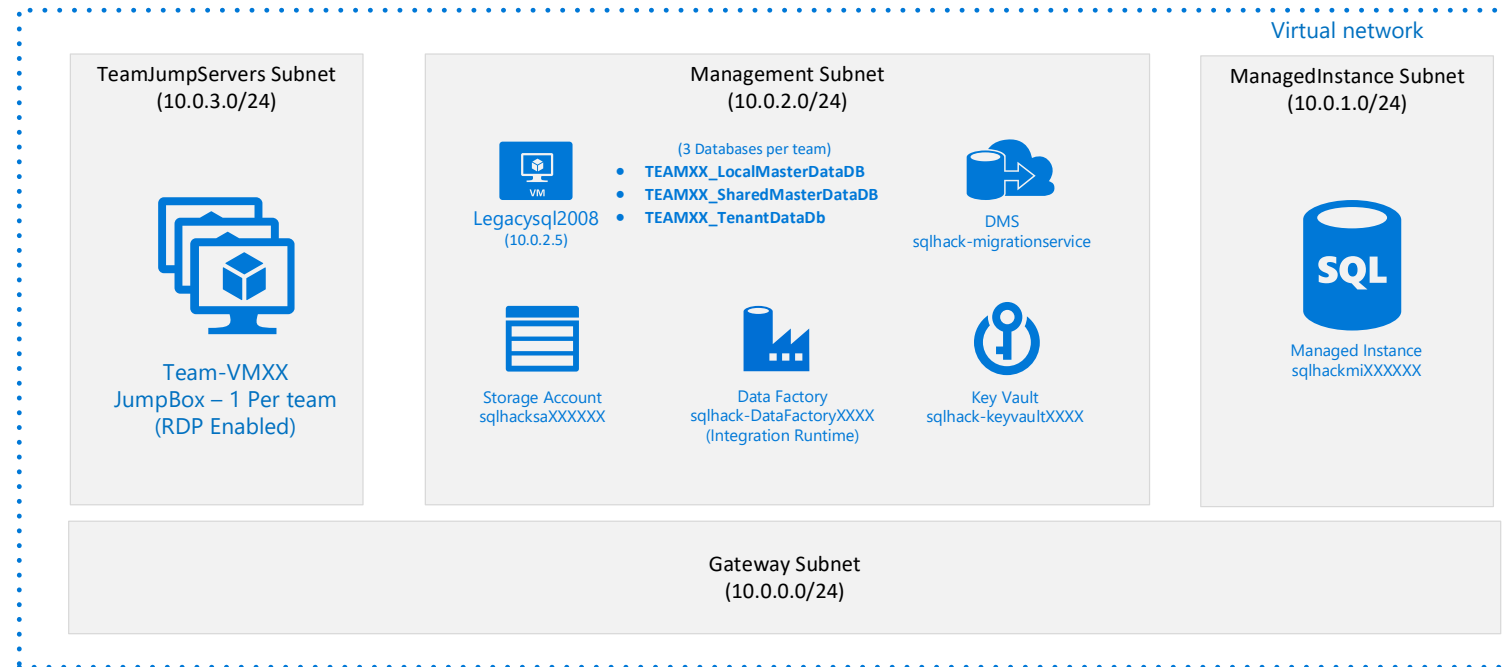 Virtual network
TeamJumpServers Subnet
(10.0.3.0/24)
Team-VMXX
JumpBox – 1 Per team
(RDP Enabled)
Management Subnet
(10.0.2.0/24)
VM
Legacysql2008
(10.0.2.5)
(3 Databases per team)
• TEAMXX_LocalMasterDataDB
• TEAMXX_SharedMasterDataDB
• TEAMXX_TenantDataDb
DMS
sqlhack-migrationservice
Storage Account
sqlhacksaXXXXXX
Data Factory
sqlhack-DataFactoryXXXX
(Integration Runtime)
Key Vault
sqlhack-keyvaultXXXX
ManagedInstance Subnet
(10.0.1.0/24)
SQL
Managed Instance
sqlhackmiXXXXXX
Gateway Subnet
(10.0.0.0/24)